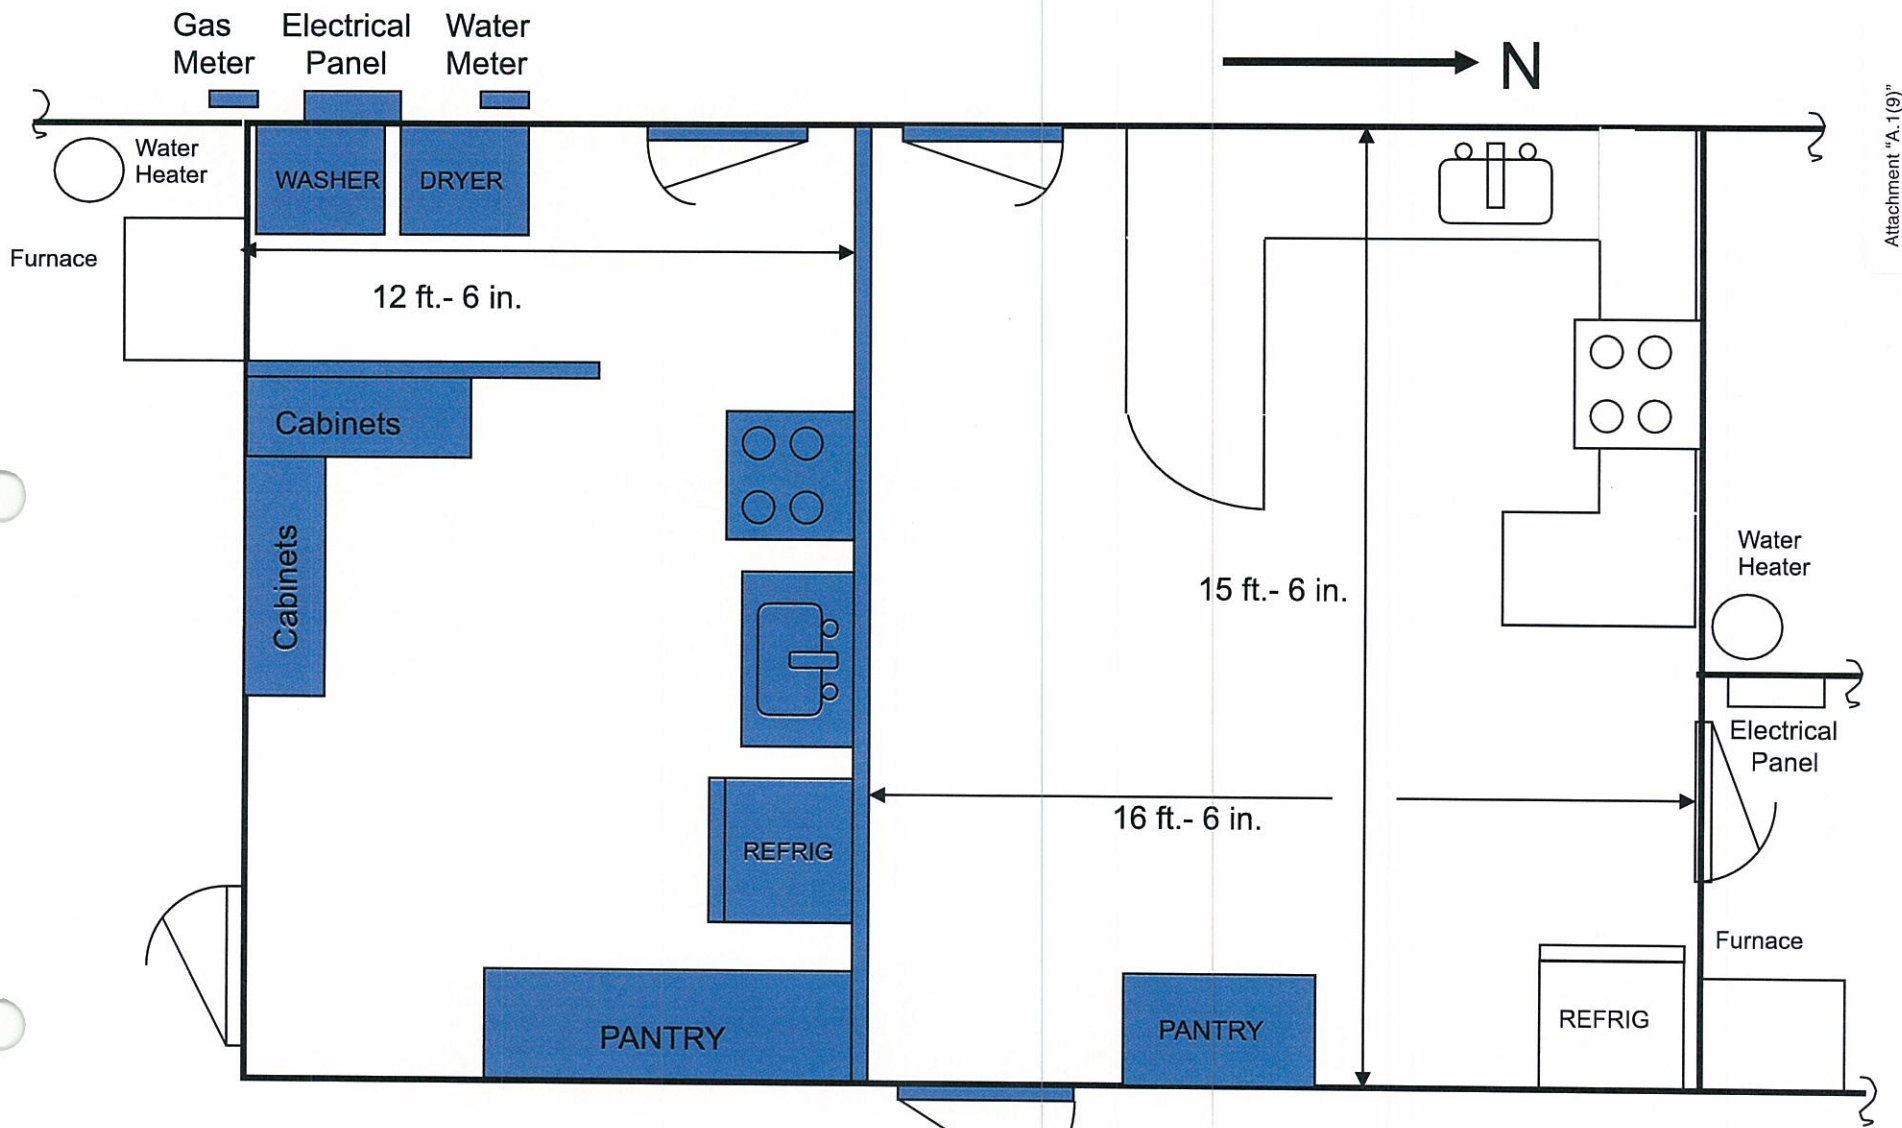 Gas
Meter
Electrical
Panel
Water
Meter
N
Attachment "A.1(9)"
Water
Heater
WASHER
DRYER
Furnace
12 ft.- 6 in.
Cabinets
Cabinets
15 ft.- 6 in.
Water
Heater
Electrical
Panel
16 ft.- 6 in.
REFRIG
Furnace
PANTRY
PANTRY
REFRIG